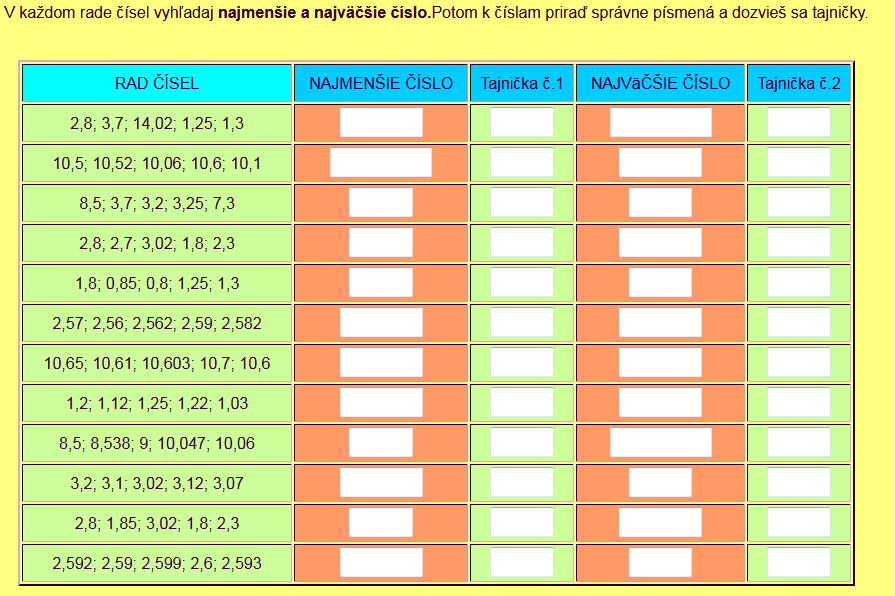 V každom rade čísel vyhľadaj najmenšie a najväčšie číslo.Potom k číslam priraď správne písmená a dozvieš sa tajničky.
RAD ČÍSEL NAJMENŠIE ČÍSLO Tajnička č.1 NAJVäČŠIE ČÍSLO Tajnička č.2
2,8; 3,7; 14,02; 1,25; 1,3
10,5; 10,52; 10,06; 10,6; 10,1
8,5; 3,7; 3,2; 3,25; 7,3
2,8; 2,7; 3,02; 1,8; 2,3
1,8; 0,85; 0,8; 1,25; 1,3
2,57; 2,56; 2,562; 2,59; 2,582
10,65; 10,61; 10,603; 10,7; 10,6
1,2; 1,12; 1,25; 1,22; 1,03
8,5; 8,538; 9; 10,047; 10,06
3,2; 3,1; 3,02; 3,12; 3,07
2,8; 1,85; 3,02; 1,8; 2,3
2,592; 2,59; 2,599; 2,6; 2,593